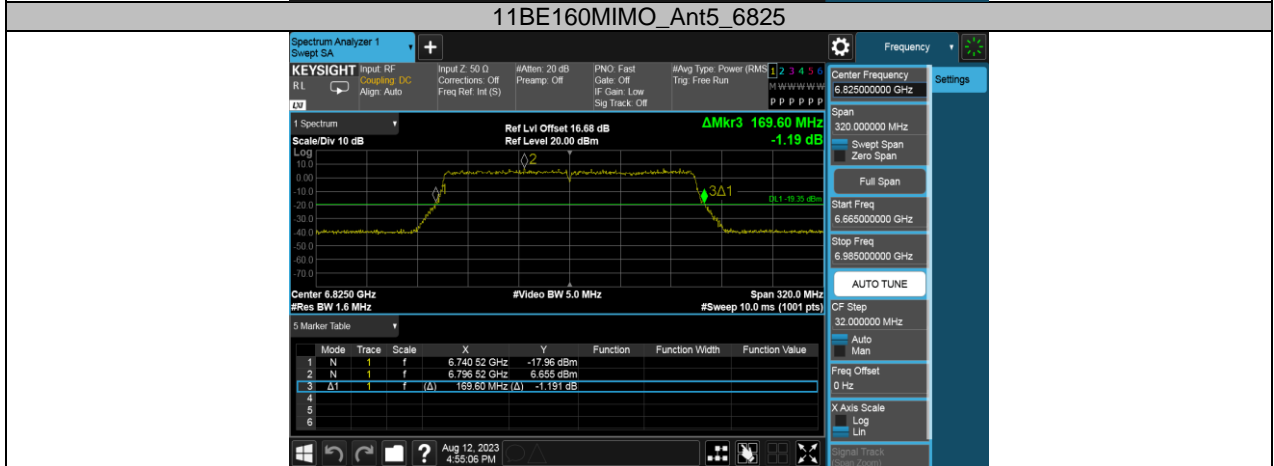 11BE160MIMO_Ant5_6825
Spectrum Analyzer 1
Swept SA
+
Frequency
KEYSIGHT Input: RF Input Z: 50 Ω #Atten: 20 dB PNO: Fast #Avg Type: Power (RMS 1 2 3 4 5 6
RL Coupling: DC Corrections: Off Preamp: Off Gate: Off Trig: Free Run M W W W W W
Align: Auto Freq Ref: Int (S) IF Gain: Low P P P P P P
LXI Sig Track: Off
Center Frequency
6.825000000 GHz
Settings
1 Spectrum
Ref Lvl Offset 16.68 dB ΔMkr3 169.60 MHz
Scale/Div 10 dB Ref Level 20.00 dBm -1.19 dB
Log
10.0
0.00
-10.0
-20.0
-30.0
-40.0
-50.0
-60.0
-70.0
2
1
3Δ1
DL1 -19.35 dBm
Center 6.8250 GHz #Video BW 5.0 MHz Span 320.0 MHz
#Res BW 1.6 MHz #Sweep 10.0 ms (1001 pts)
5 Marker Table
Mode Trace Scale X Y Function Function Width Function Value
1 N 1 f 6.740 52 GHz -17.96 dBm
2 N 1 f 6.796 52 GHz 6.655 dBm
3 Δ1 1 f (Δ) 169.60 MHz (Δ) -1.191 dB
4
5
6
Span
320.000000 MHz
Swept Span
Zero Span
Full Span
Start Freq
6.665000000 GHz
Stop Freq
6.985000000 GHz
AUTO TUNE
CF Step
32.000000 MHz
Auto
Man
Freq Offset
0 Hz
X Axis Scale
Log
Lin
Signal Track
(Span Zoom)
? Aug 12, 2023
4:55:06 PM